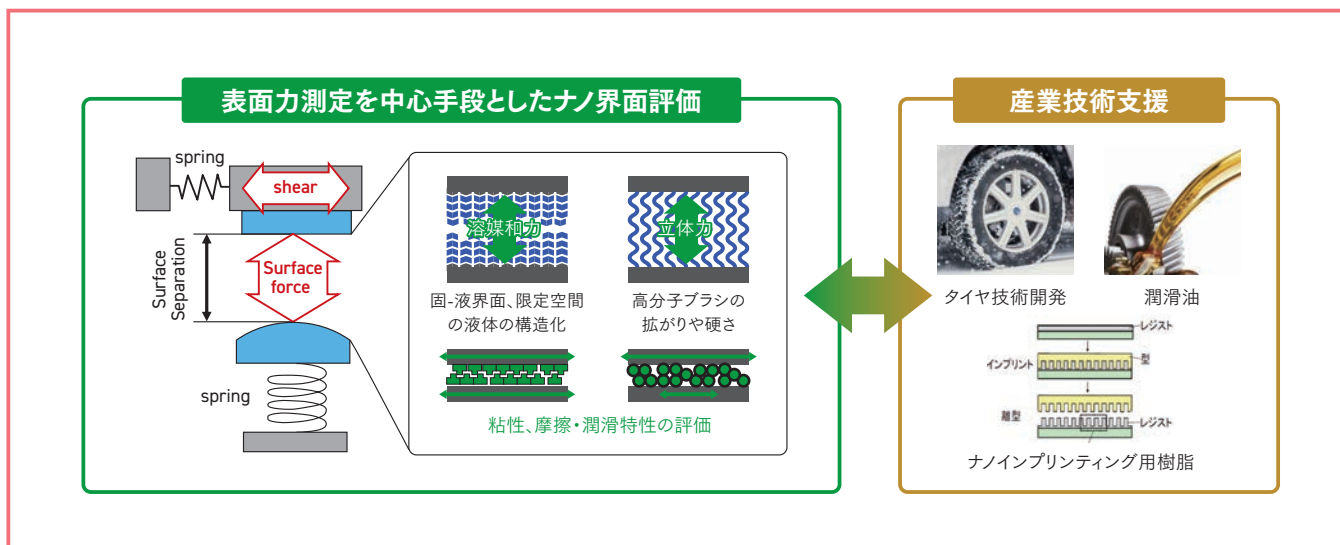 表面力測定を中心手段としたナノ界面評価
spring
shear
Surface
Separation
Surface
force
spring
溶媒和力
固-液界面、限定空間
の液体の構造化
立体力
高分子ブラシの
拡がりや硬さ
粘性、摩擦・潤滑特性の評価
産業技術支援
タイヤ技術開発
潤滑油
レジスト
インプリント
型
離型
レジスト
ナノインプリンティング用樹脂